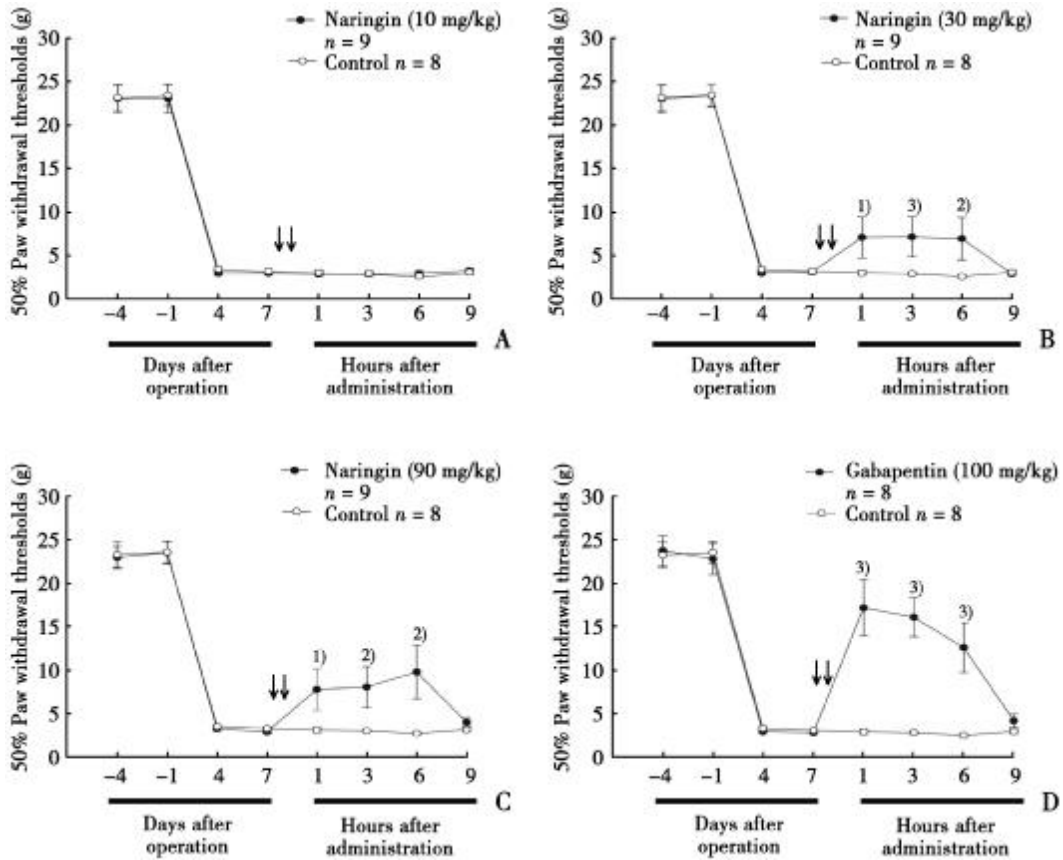 Naringin (10 mg/kg)
n = 9
Control n = 8
50% Paw withdrawal thresholds (g)
30
25
20
15
10
5
0
−4 −1 4 7 1 3 6 9
A
Days after
operation
Hours after
administration
Naringin (30 mg/kg)
n = 9
Control n = 8
50% Paw withdrawal thresholds (g)
30
25
20
15
10
5
0
1) 3) 2)
−4 −1 4 7 1 3 6 9
B
Days after
operation
Hours after
administration
Naringin (90 mg/kg)
n = 9
Control n = 8
50% Paw withdrawal thresholds (g)
30
25
20
15
10
5
0
1) 2) 2)
−4 −1 4 7 1 3 6 9
C
Days after
operation
Hours after
administration
Gabapentin (100 mg/kg)
n = 8
Control n = 8
50% Paw withdrawal thresholds (g)
30
25
20
15
10
5
0
3) 3) 3)
−4 −1 4 7 1 3 6 9
D
Days after
operation
Hours after
administration